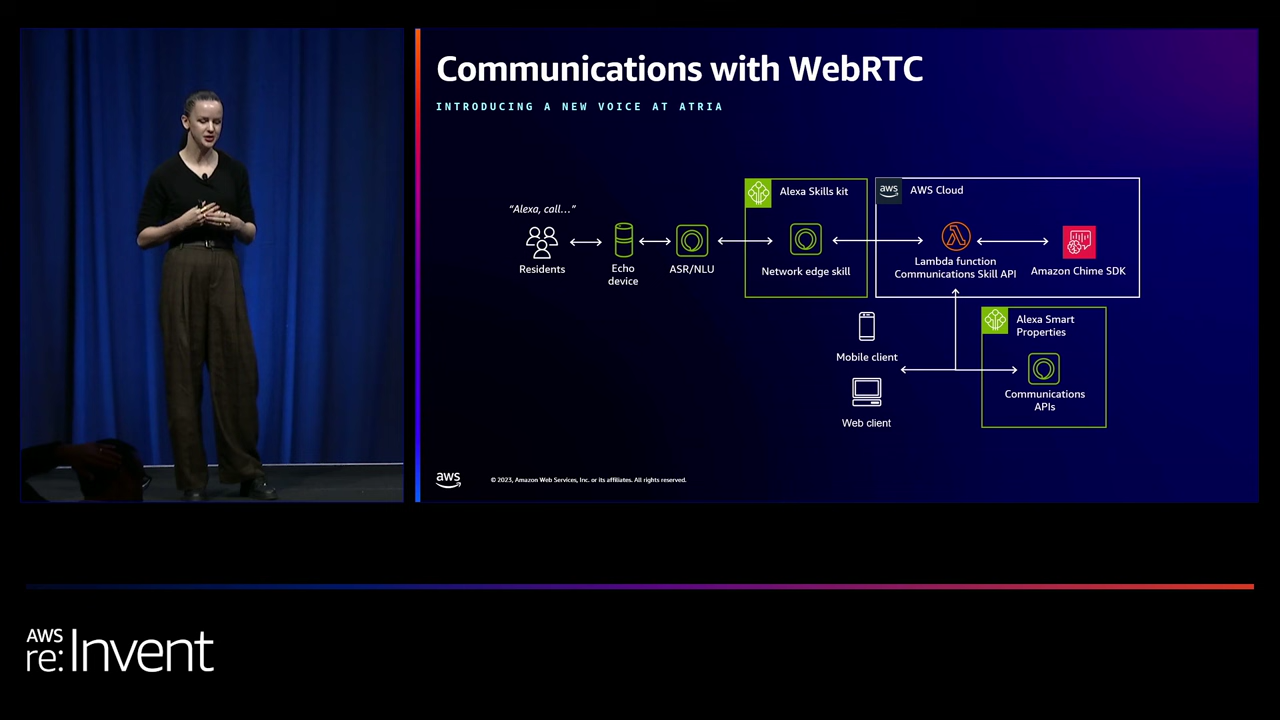 Communications with WebRTC
INTRODUCING A NEW VOICE AT ATRIA
Alexa Skills kit
aws
AWS Cloud
"Alexa, call..."
Residents
Echo
device
ASR/NLU
Network edge skill
Lambda function
Communications Skill API
Amazon Chime SDK
Mobile client
Web client
Alexa Smart
Properties
Communications
APIs
aws
© 2023, Amazon Web Services, Inc. or its affiliates. All rights reserved.
AWS
re:Invent